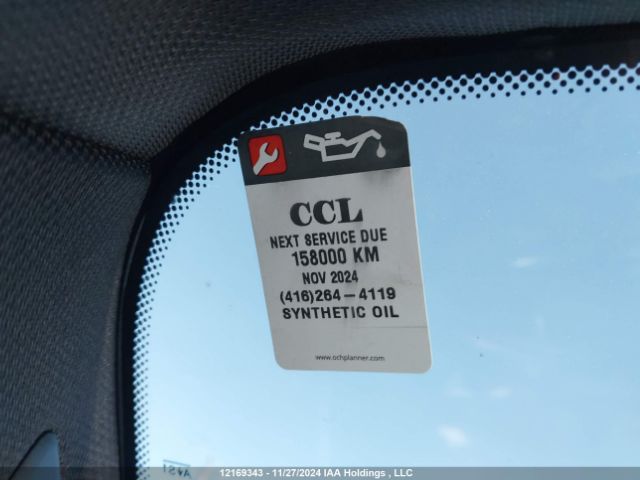 CCL
NEXT SERVICE DUE
158000 KM
NOV 2024
(416)264-4119
SYNTHETIC OIL
www.ochplanner.com
12169343 - 11/27/2024 IAA Holdings , LLC